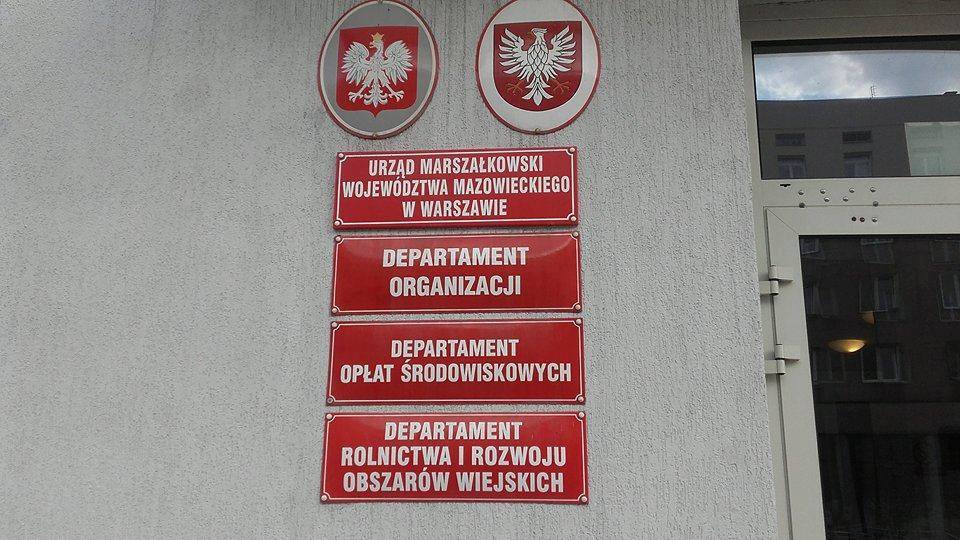 URZĄD MARSZAŁKOWSKI
WOJEWÓDZTWA MAZOWIECKIEGO
W WARSZAWIE
DEPARTAMENT
ORGANIZACJI
DEPARTAMENT
OPŁAT ŚRODOWISKOWYCH
DEPARTAMENT
ROLNICTWA I ROZWOJU
OBSZARÓW WIEJSKICH